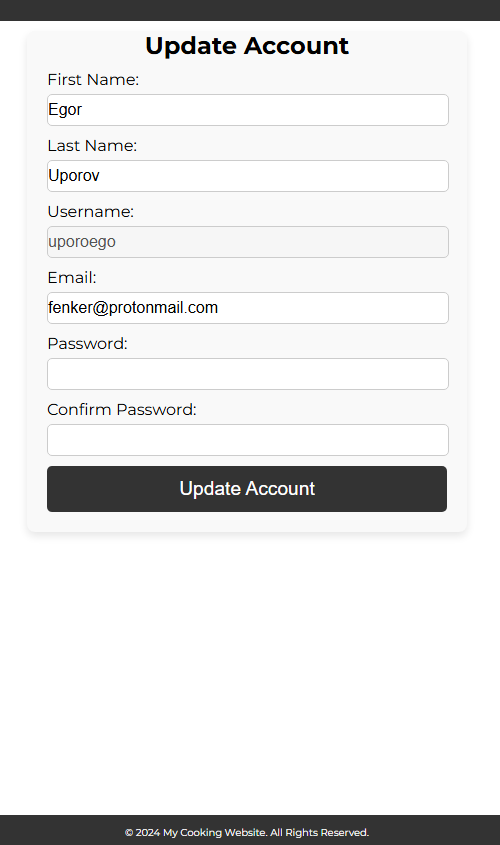 Update Account
First Name:
Egor
Last Name:
Uporov
Username:
uporoego
Email:
fenker@protonmail.com
Password:
Confirm Password:
Update Account
© 2024 My Cooking Website. All Rights Reserved.